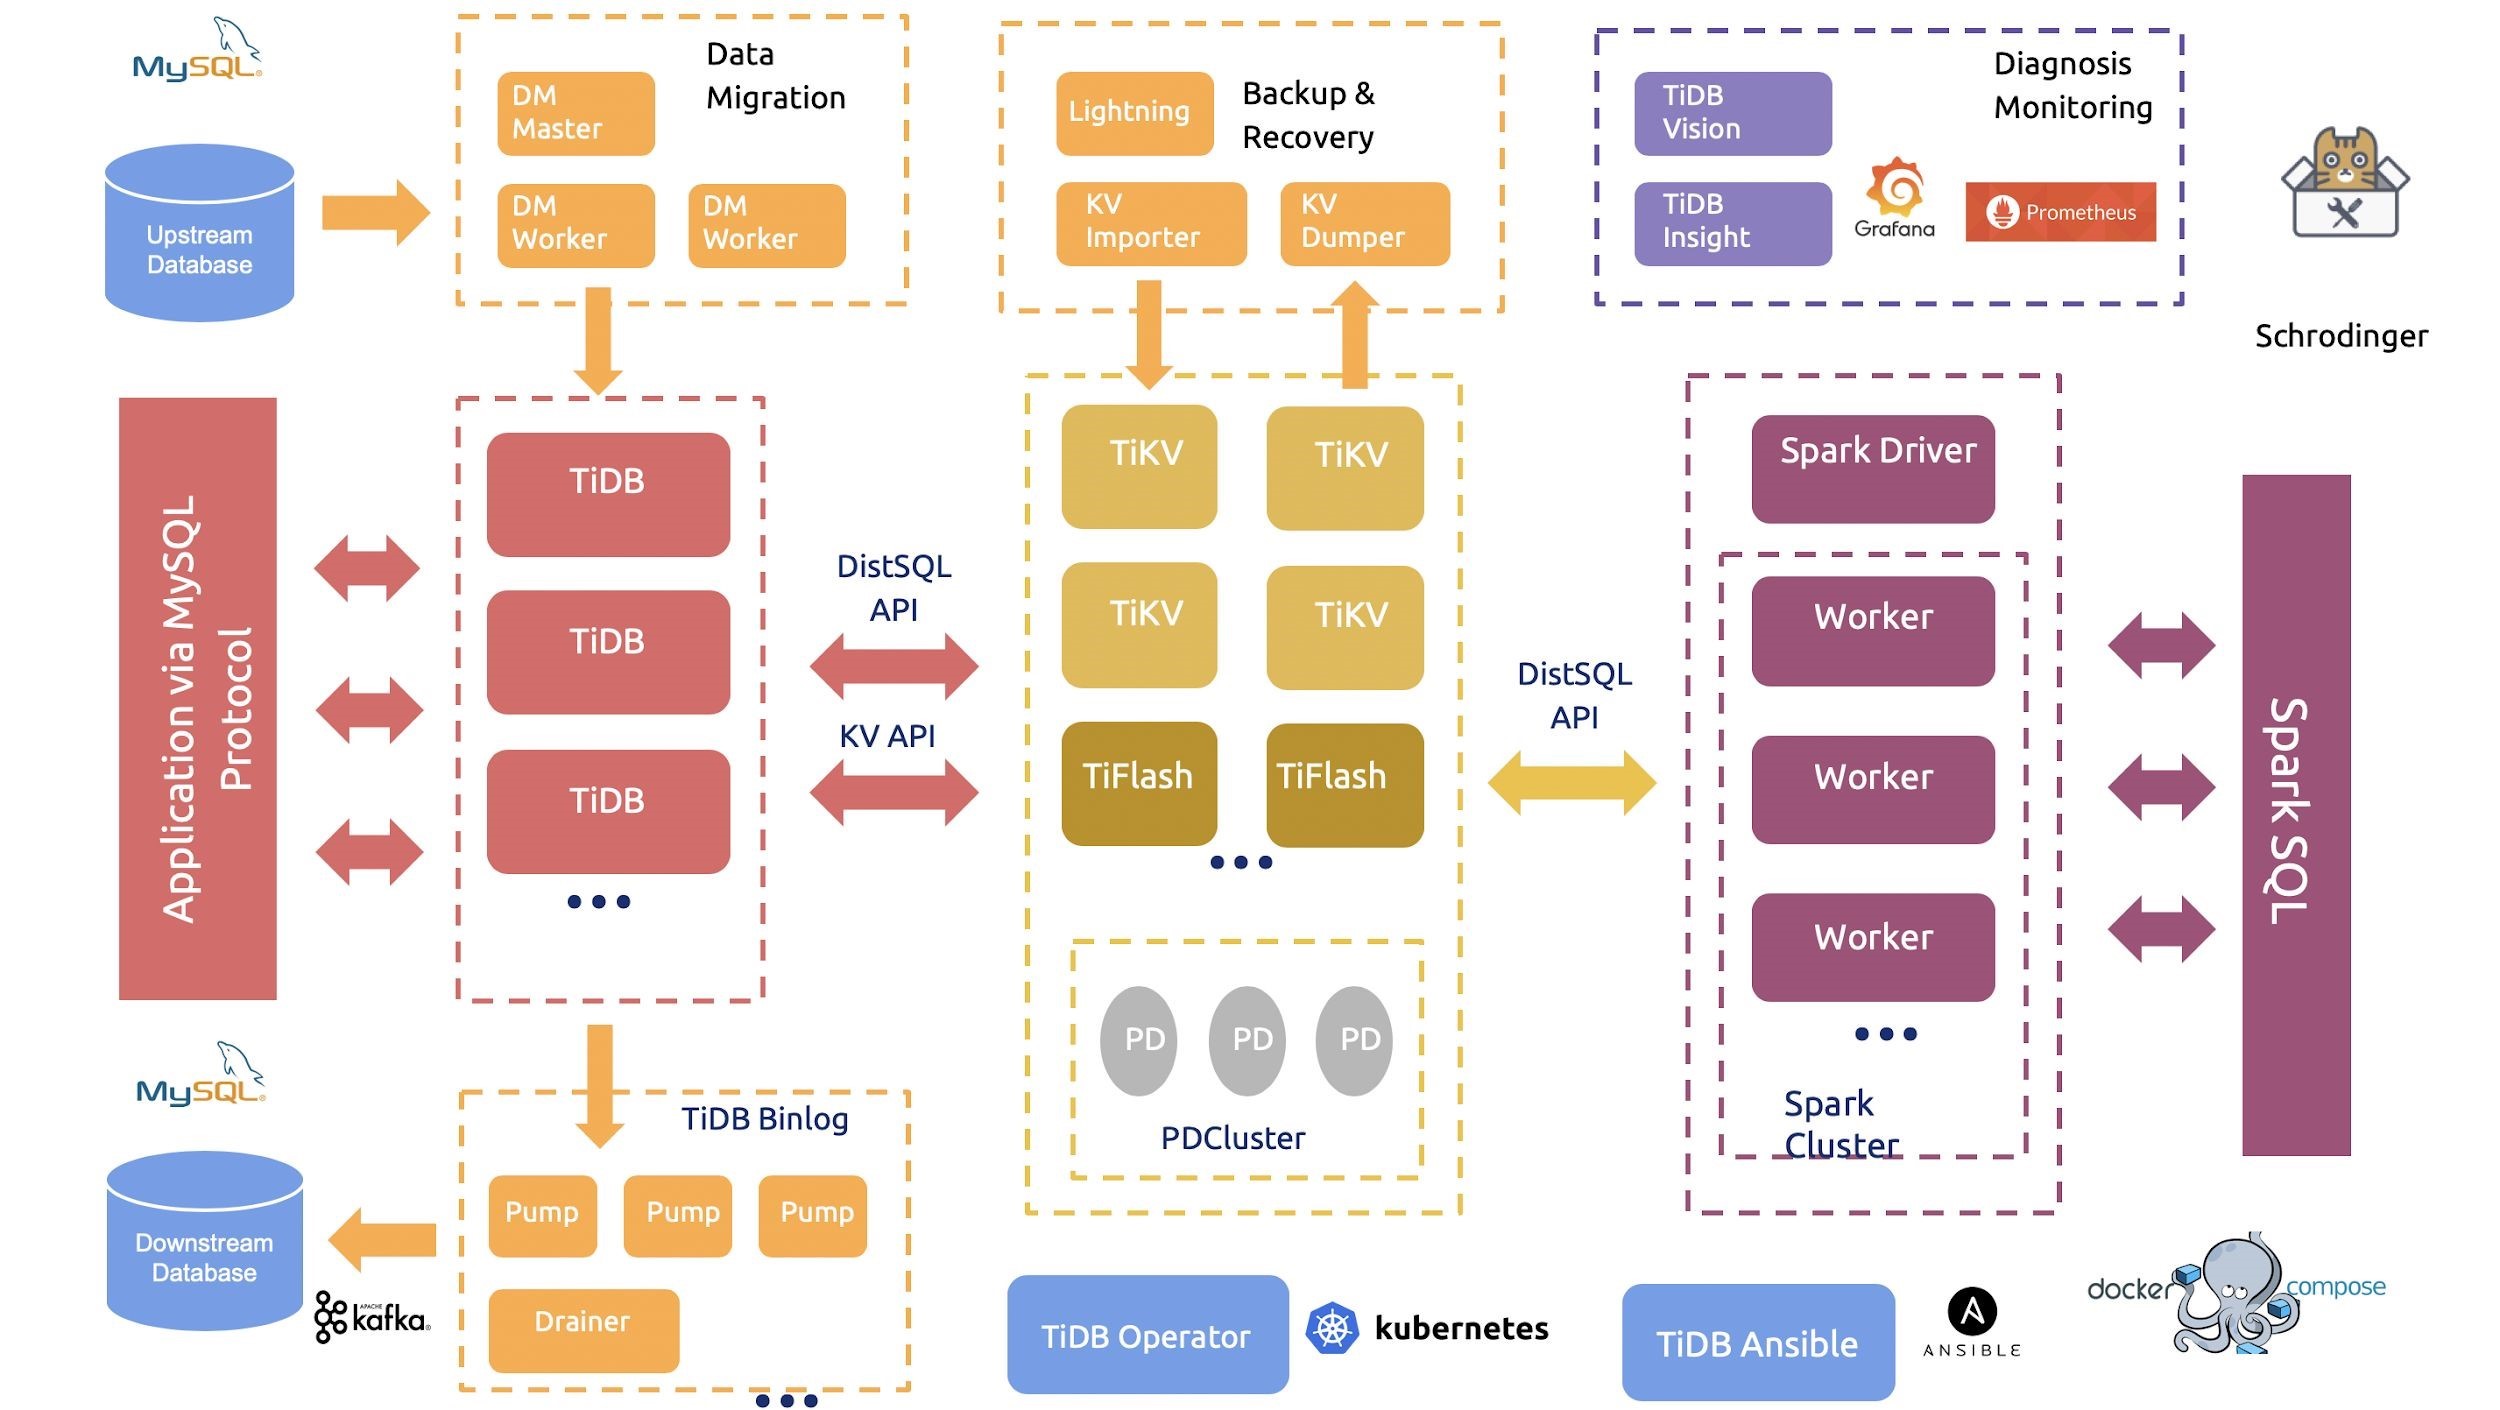 MySQL®
Upstream
Database
Data
Migration
DM
Master
DM
Worker
DM
Worker
Lightning
Backup &
Recovery
KV
Importer
KV
Dumper
TiDB
Vision
Diagnosis
Monitoring
TiDB
Insight
Grafana
Prometheus
Schrodinger
Application via MySQL
Protocol
TiDB
TiDB
TiDB
DistSQL
API
KV API
TiKV
TiKV
TiKV
TiKV
TiFlash
TiFlash
PD
PD
PD
PDCluster
DistSQL
API
Spark Driver
Worker
Worker
Worker
Spark
Cluster
Spark SQL
MySQL®
Downstream
Database
APACHE
kafka®
TiDB Binlog
Pump
Pump
Pump
Drainer
TiDB Operator
kubernetes
TiDB Ansible
A
ANSIBLE
docker
compose